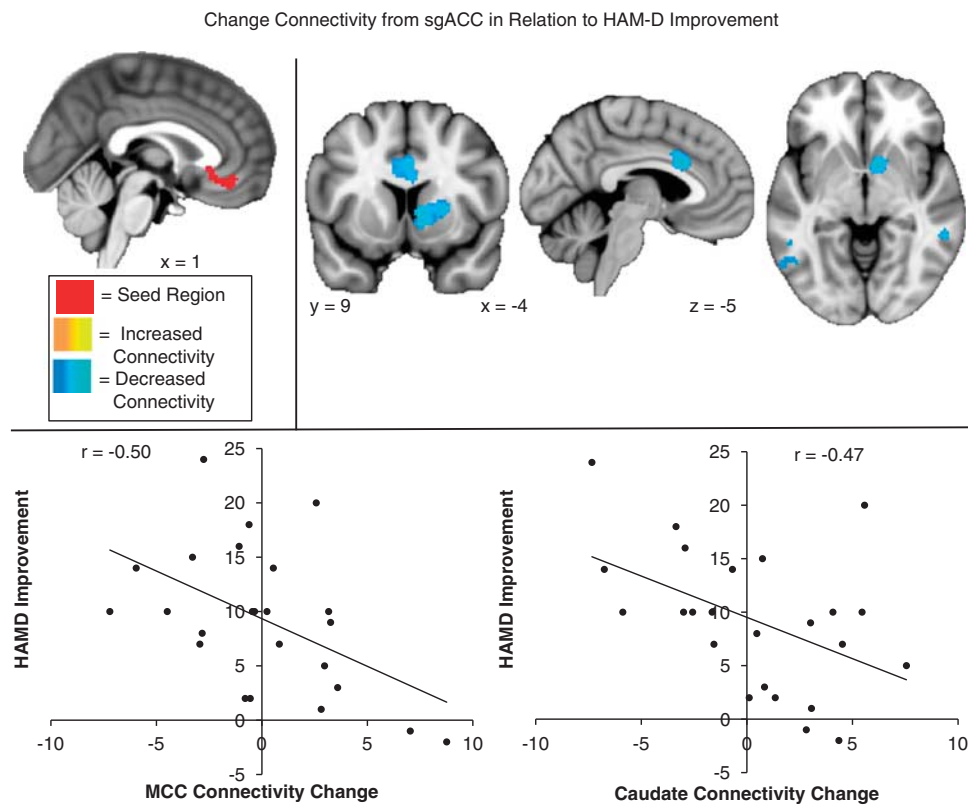 Change Connectivity from sgACC in Relation to HAM-D Improvement
x = 1
= Seed Region
= Increased
Connectivity
= Decreased
Connectivity
y = 9
x = -4
z = -5
r = -0.50
HAMD Improvement
25
20
15
10
5
0
-5
-10
-5
0
5
10
MCC Connectivity Change
r = -0.47
HAMD Improvement
25
20
15
10
5
0
-5
-10
-5
0
5
10
Caudate Connectivity Change